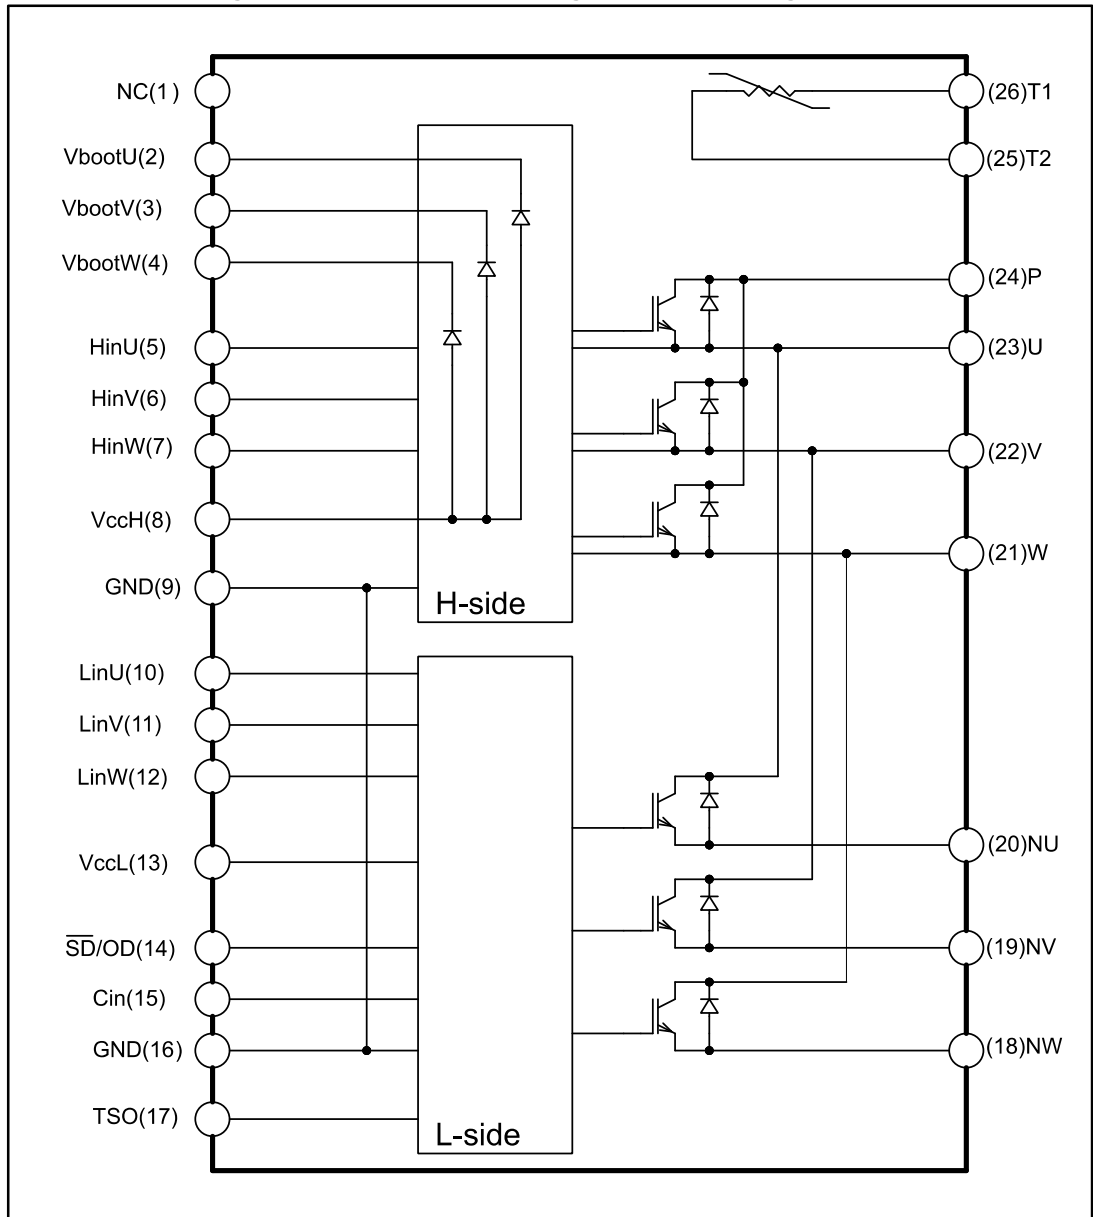 NC(1)
VbootU(2)
VbootV(3)
VbootW(4)
HinU(5)
HinV(6)
HinW(7)
VccH(8)
GND(9)
LinU(10)
LinV(11)
LinW(12)
VccL(13)
S̅D̅/OD(14)
Cin(15)
GND(16)
TSO(17)
H-side
L-side
(26)T1
(25)T2
(24)P
(23)U
(22)V
(21)W
(20)NU
(19)NV
(18)NW